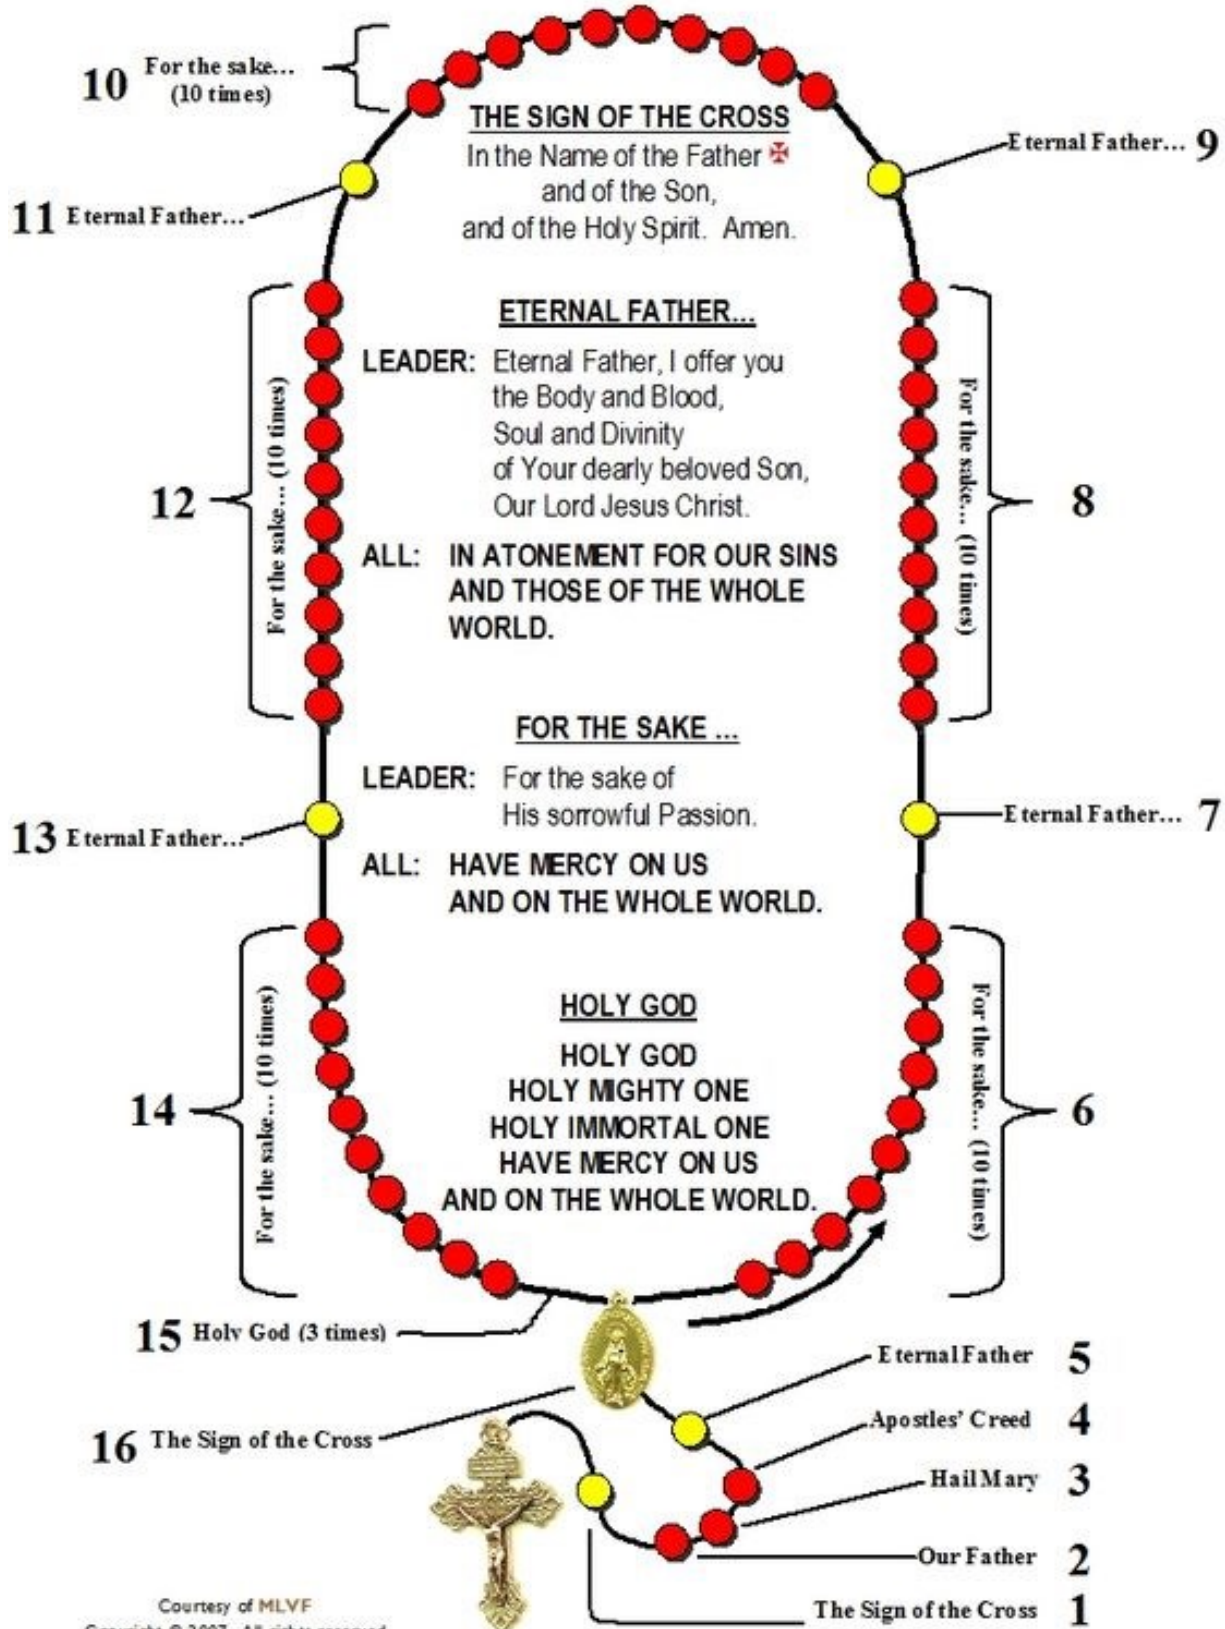 10 For the sake...
(10 times)
THE SIGN OF THE CROSS
In the Name of the Father ✠
and of the Son,
and of the Holy Spirit. Amen.
Eternal Father... 9
11 Eternal Father...
ETERNAL FATHER...
LEADER: Eternal Father, I offer you
the Body and Blood,
Soul and Divinity
of Your dearly beloved Son,
Our Lord Jesus Christ.
ALL: IN ATONEMENT FOR OUR SINS
AND THOSE OF THE WHOLE
WORLD.
12 For the sake... (10 times)
For the sake... (10 times) 8
FOR THE SAKE ...
LEADER: For the sake of
His sorrowful Passion.
ALL: HAVE MERCY ON US
AND ON THE WHOLE WORLD.
13 Eternal Father...
Eternal Father... 7
HOLY GOD
HOLY GOD
HOLY MIGHTY ONE
HOLY IMMORTAL ONE
HAVE MERCY ON US
AND ON THE WHOLE WORLD.
14 For the sake... (10 times)
For the sake... (10 times) 6
15 Holy God (3 times)
Eternal Father 5
Apostles' Creed 4
16 The Sign of the Cross
Hail Mary 3
Our Father 2
The Sign of the Cross 1
Courtesy of MLVF
Copyright © 2007 All rights reserved